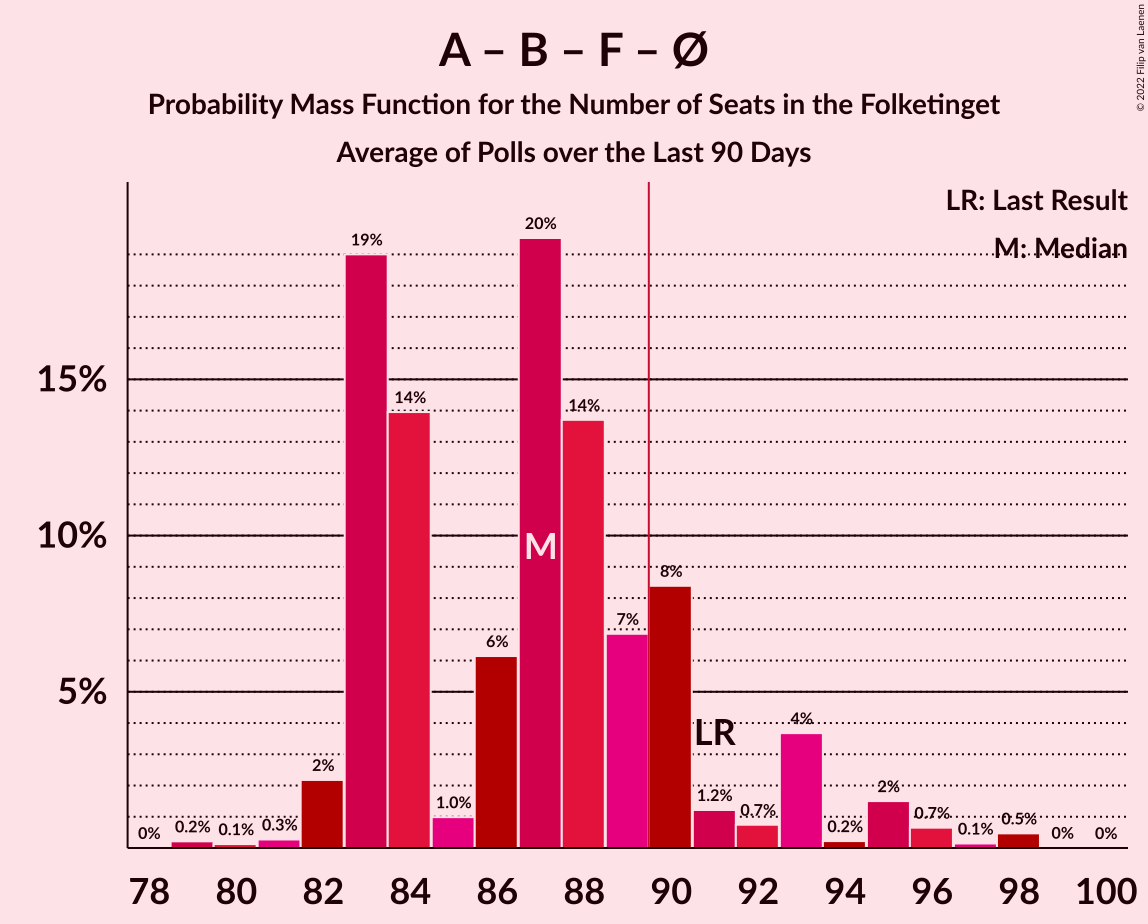 A – B – F – Ø
Probability Mass Function for the Number of Seats in the Folketinget
Average of Polls over the Last 90 Days
© 2022 Filip van Laenen
LR: Last Result
M: Median
15%
10%
5%
0%
0.2%
0.1%
0.3%
2%
19%
14%
1.0%
6%
20%
M
14%
7%
8%
LR
1.2%
0.7%
4%
0.2%
2%
0.7%
0.1%
0.5%
0%
0%
78 80 82 84 86 88 90 92 94 96 98 100